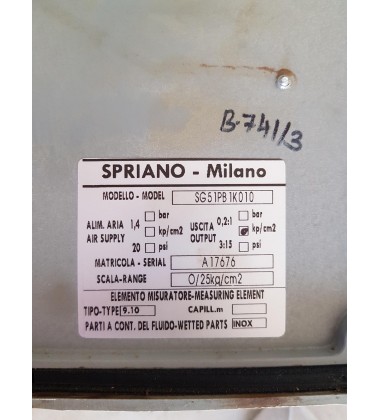 B-741/3
SPRIANO - Milano
MODELLO - MODEL SG51PB1K010
ALIM. ARIA 1,4 bar USCITA 0,2:1 bar
AIR SUPPLY kp/cm2 OUTPUT kp/cm2
20 psi 3:15 psi
MATRICOLA - SERIAL A17676
SCALA-RANGE 0/25kg/cm2
ELEMENTO MISURATORE-MEASURING ELEMENT
TIPO-TYPE 9.10 CAPILL.m
PARTI A CONT. DEL FLUIDO-WETTED PARTS INOX